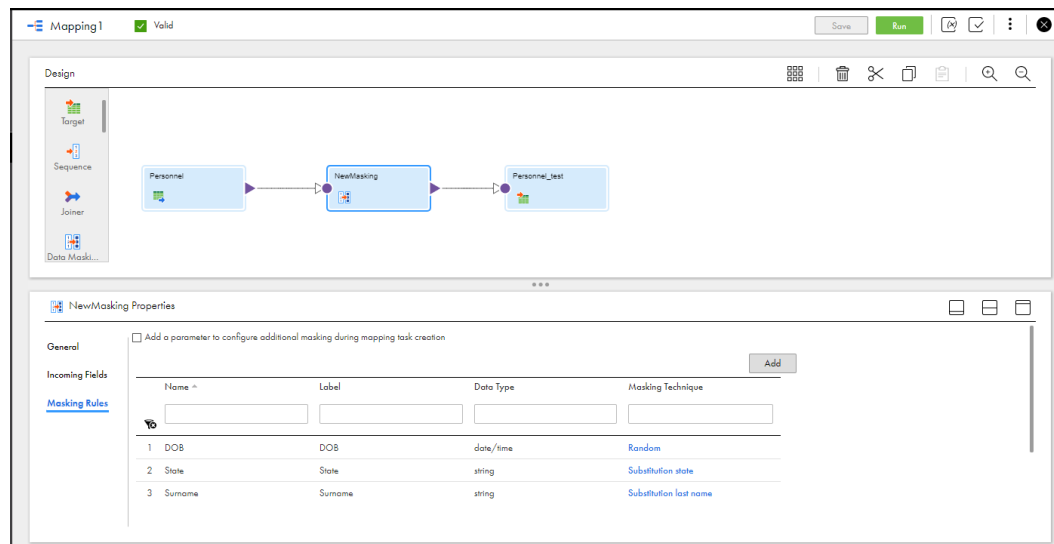 Mapping1 Valid Save Run
Design
Target
Sequence
Joiner
Data Maski...
Personnel NewMasking Personnel_test
NewMasking Properties
General
Incoming Fields
Masking Rules
Add a parameter to configure additional masking during mapping task creation
Add
Name Label Data Type Masking Technique
1 DOB DOB date/time Random
2 State State string Substitution state
3 Surname Surname string Substitution last name